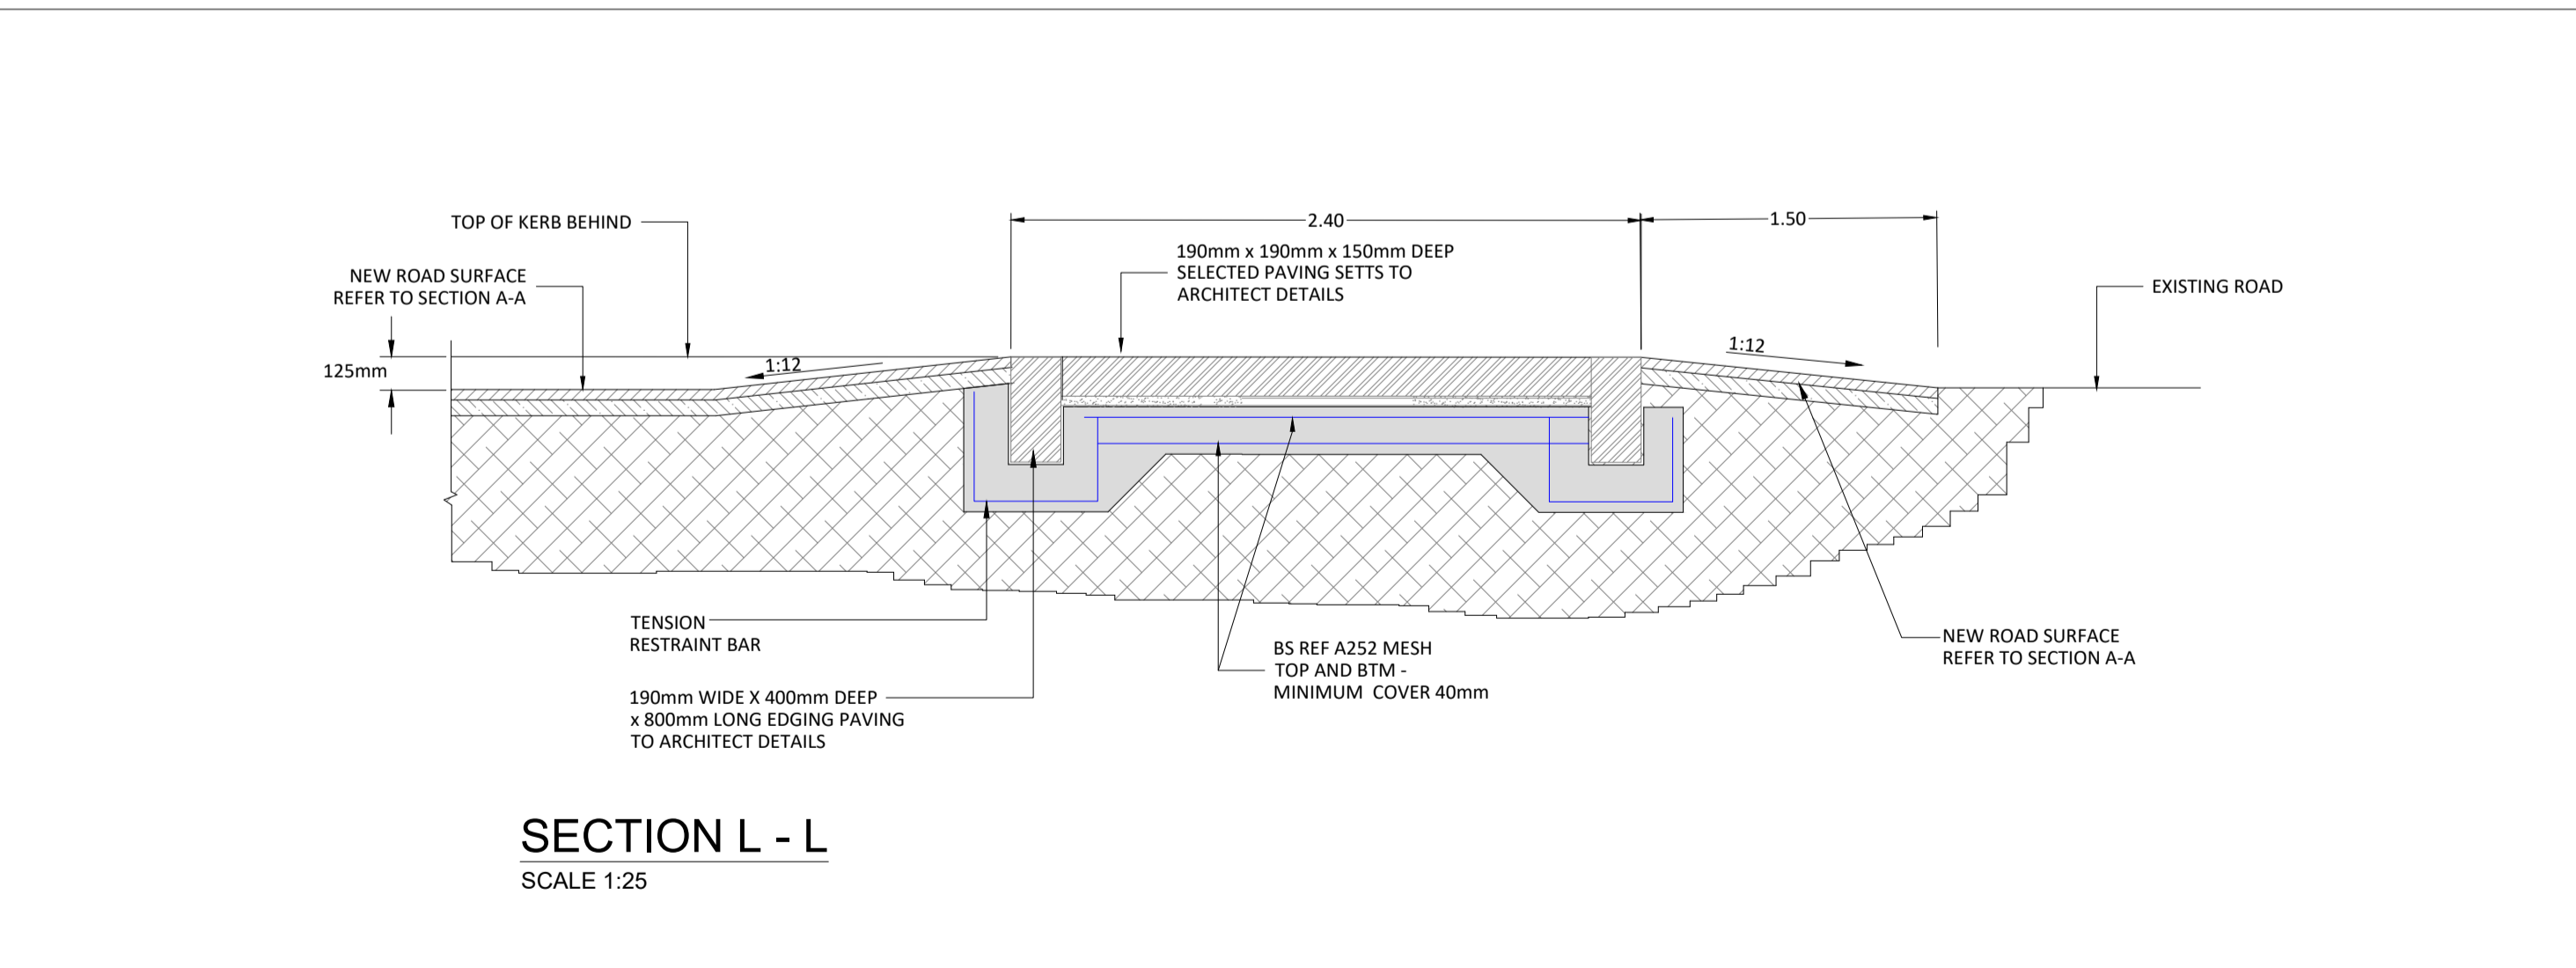 TOP OF KERB BEHIND
2.40
1.50
190mm x 190mm x 150mm DEEP
SELECTED PAVING SETTS TO
ARCHITECT DETAILS
NEW ROAD SURFACE
REFER TO SECTION A-A
EXISTING ROAD
125mm
1:12
1:12
TENSION
RESTRAINT BAR
BS REF A252 MESH
TOP AND BTM -
MINIMUM COVER 40mm
NEW ROAD SURFACE
REFER TO SECTION A-A
190mm WIDE X 400mm DEEP
x 800mm LONG EDGING PAVING
TO ARCHITECT DETAILS
SECTION L - L
SCALE 1:25